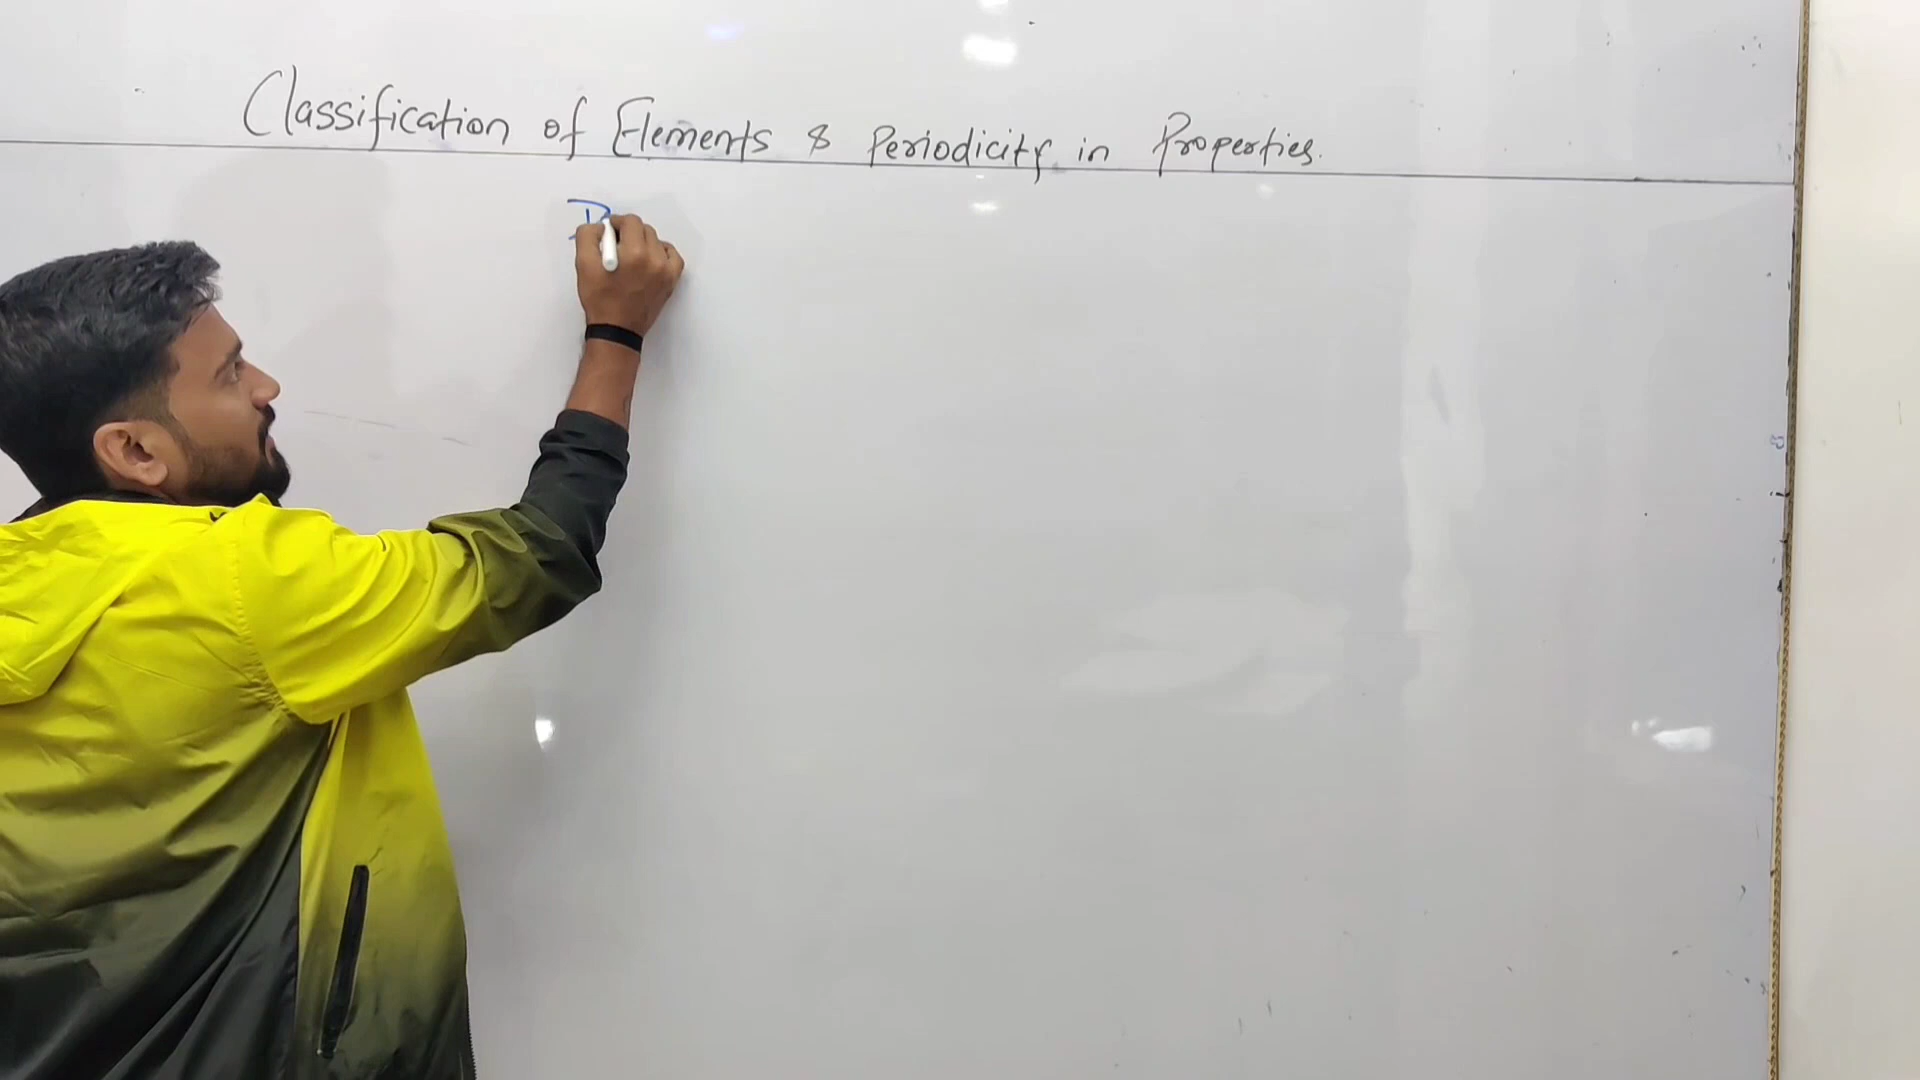 Classification of Elements & Periodicity in Properties.